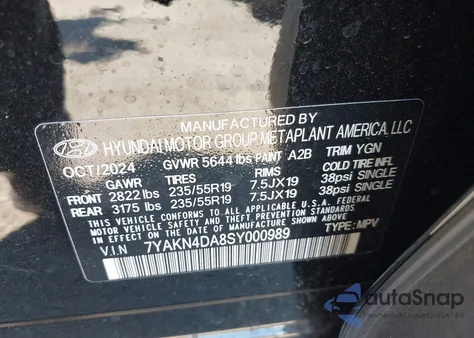 MANUFACTURED BY
HYUNDAI MOTOR GROUP METAPLANT AMERICA, LLC
OCT/2024 GVWR 5644 lbs PAINT A2B TRIM YGN
GAWR TIRES RIMS COLD TIRE INFL.
FRONT 2822 lbs 235/55R19 7.5JX19 38psi SINGLE
REAR 3175 lbs 235/55R19 7.5JX19 38psi SINGLE
THIS VEHICLE CONFORMS TO ALL APPLICABLE FEDERAL
MOTOR VEHICLE SAFETY AND THEFT PREVENTION STANDARDS
IN EFFECT ON THE DATE OF MANUFACTURE SHOWN ABOVE.
V.I.N 7YAKN4DA8SY000989 TYPE: MPV
autoSnap